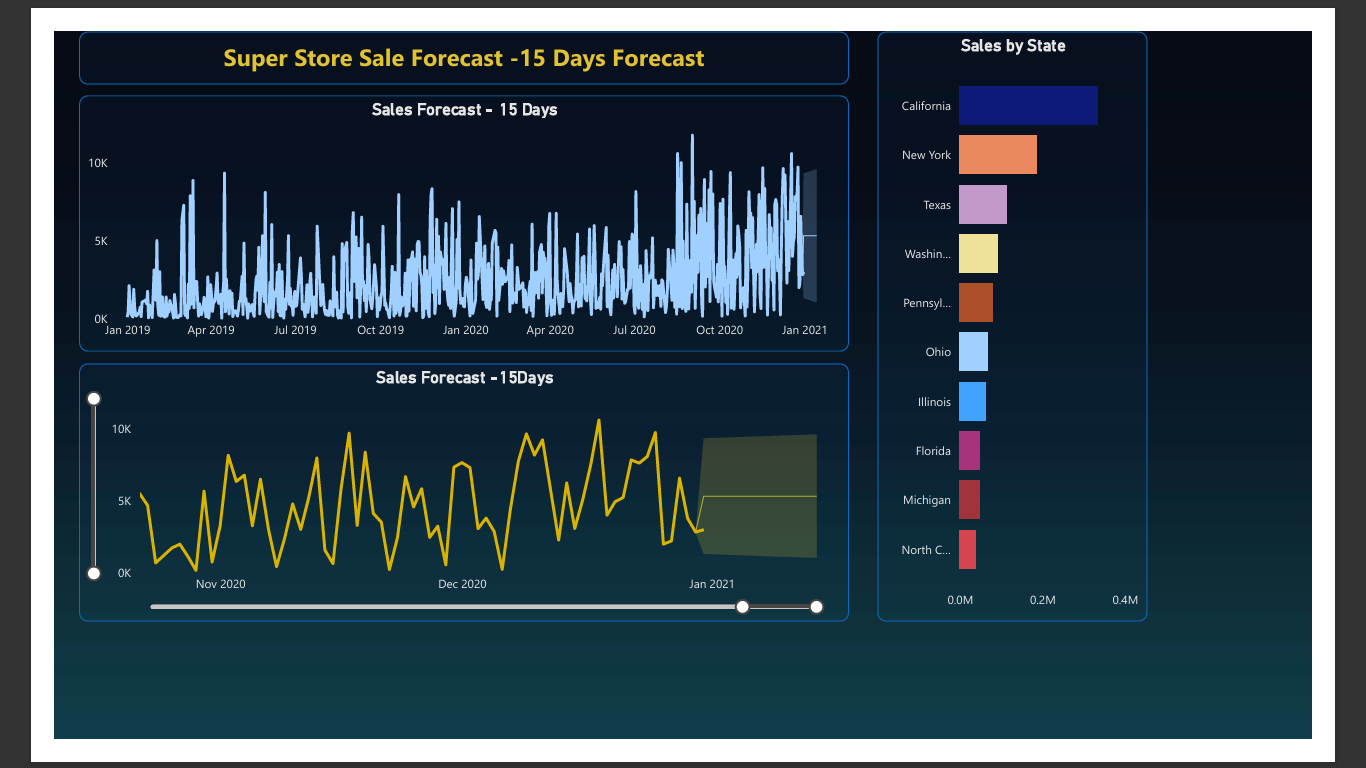 Super Store Sale Forecast -15 Days Forecast
Sales Forecast - 15 Days
10K
5K
0K
Jan 2019 Apr 2019 Jul 2019 Oct 2019 Jan 2020 Apr 2020 Jul 2020 Oct 2020 Jan 2021
Sales Forecast -15Days
10K
5K
0K
Nov 2020 Dec 2020 Jan 2021
Sales by State
California
New York
Texas
Washin...
Pennsyl...
Ohio
Illinois
Florida
Michigan
North C...
0.0M 0.2M 0.4M